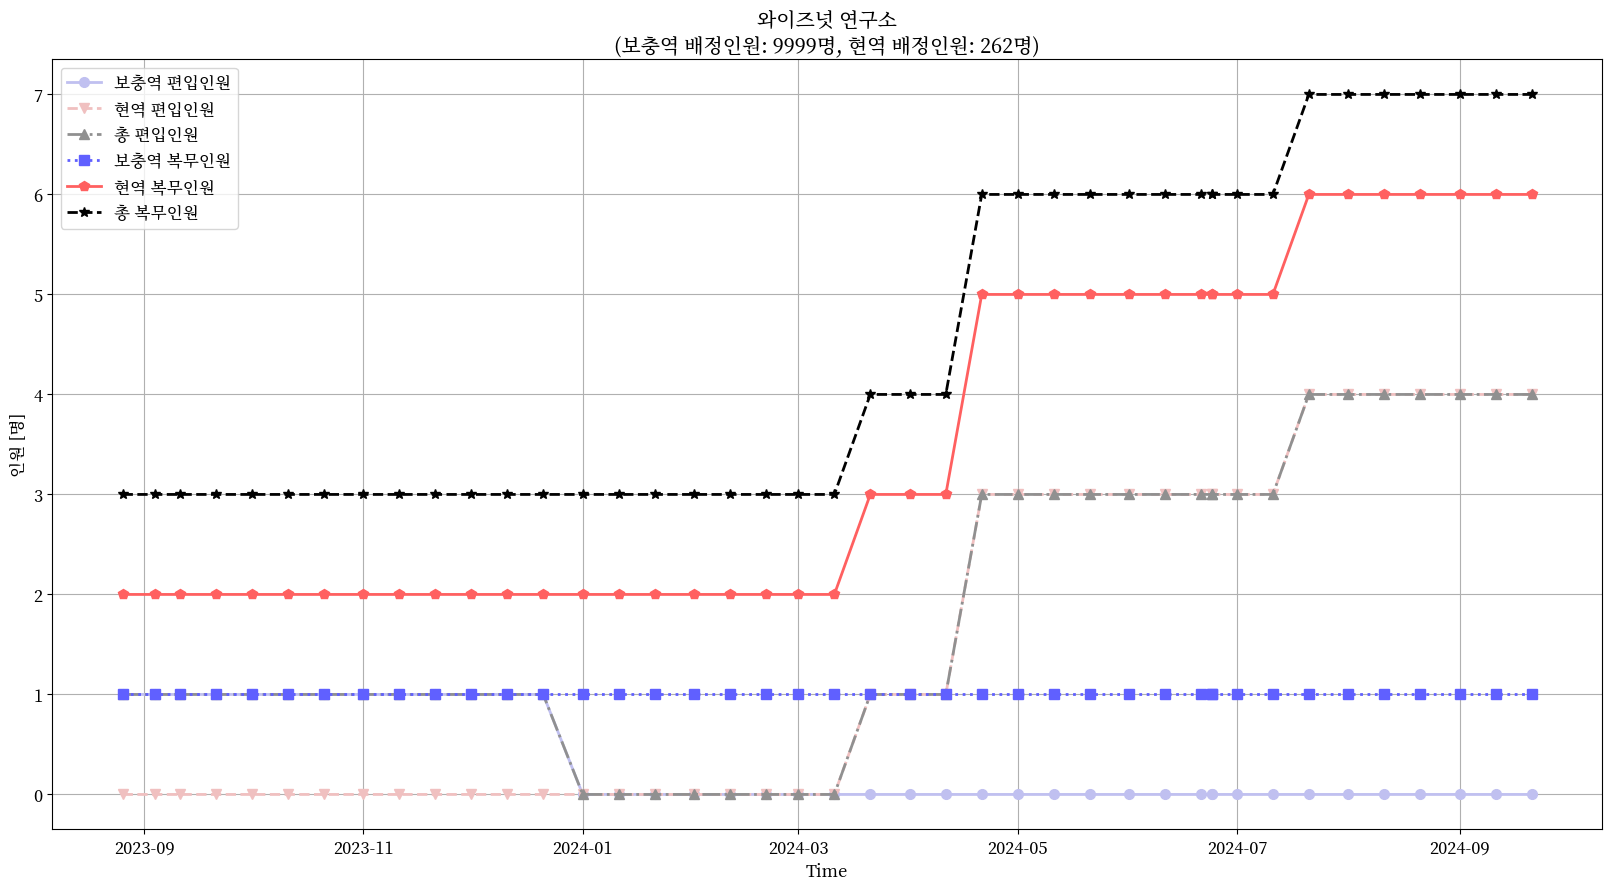 와이즈넛 연구소
(보충역 배정인원: 9999명, 현역 배정인원: 262명)
보충역 편입인원
현역 편입인원
총 편입인원
보충역 복무인원
현역 복무인원
총 복무인원
인원 [명]
7
6
5
4
3
2
1
0
2023-09
2023-11
2024-01
2024-03
2024-05
2024-07
2024-09
Time